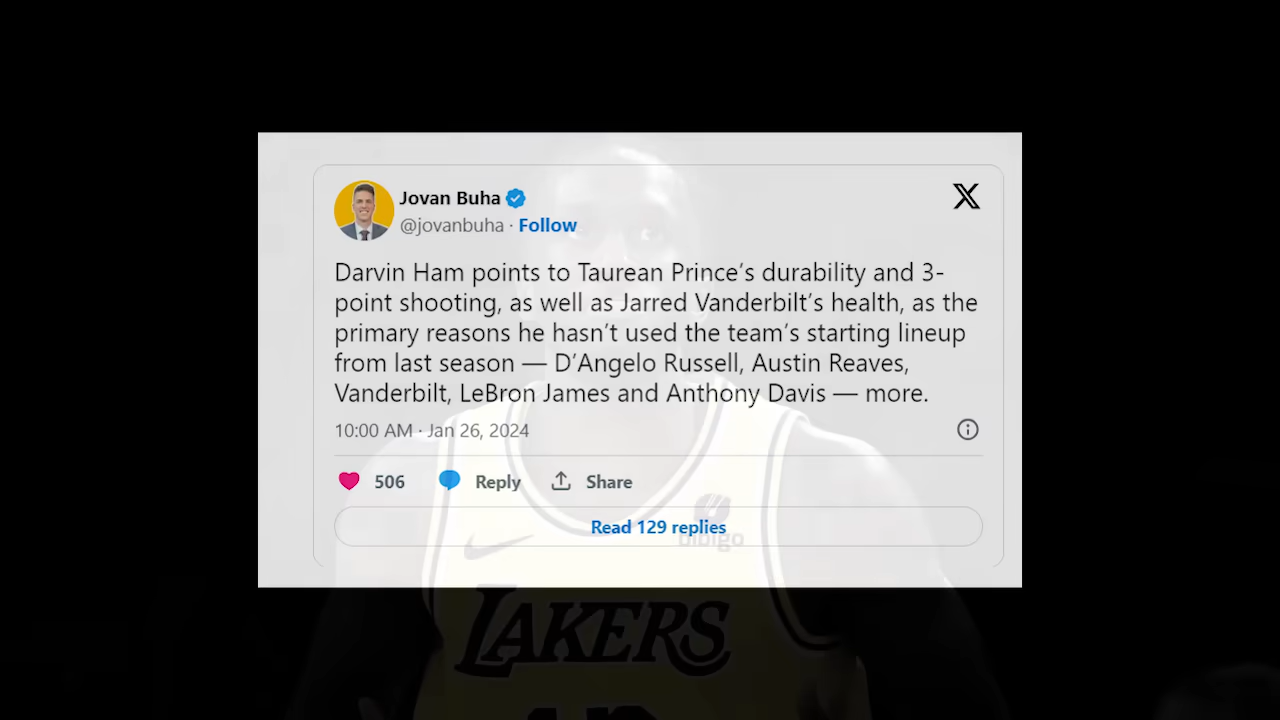 Jovan Buha
@jovanbuha · Follow
Darvin Ham points to Taurean Prince’s durability and 3-
point shooting, as well as Jarred Vanderbilt’s health, as the
primary reasons he hasn’t used the team’s starting lineup
from last season — D’Angelo Russell, Austin Reaves,
Vanderbilt, LeBron James and Anthony Davis — more.
10:00 AM · Jan 26, 2024
506 Reply Share
Read 129 replies
bibigo
LAKERS